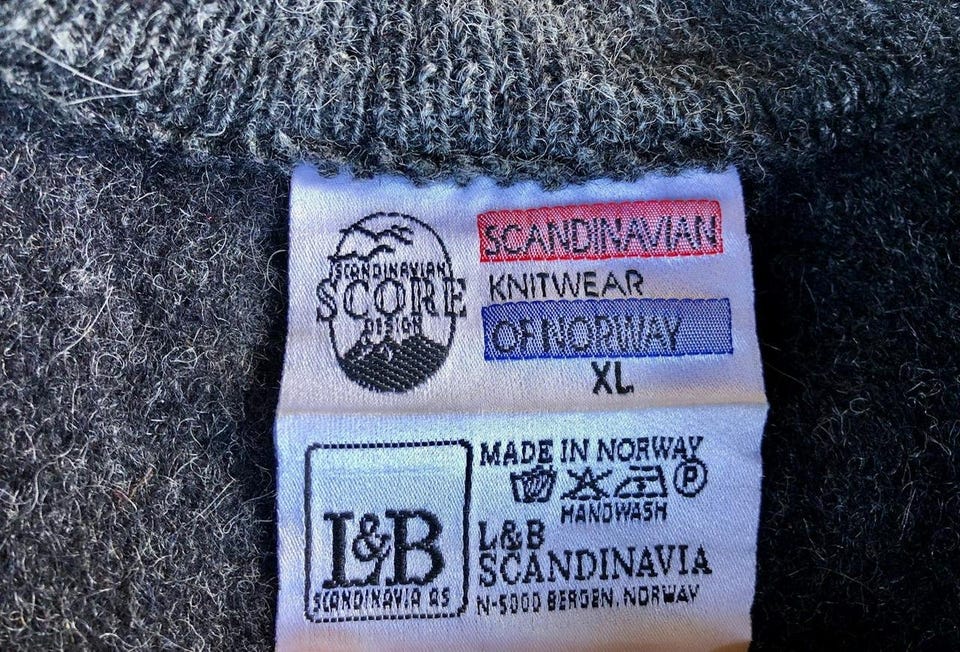 SCANDINAVIAN
SCORE
DESIGN
SCANDINAVIAN
KNITWEAR
OF NORWAY
XL
L&B
SCANDINAVIA AS
MADE IN NORWAY
P
HANDWASH
L&B
SCANDINAVIA
N-5000 BERGEN, NORWAY